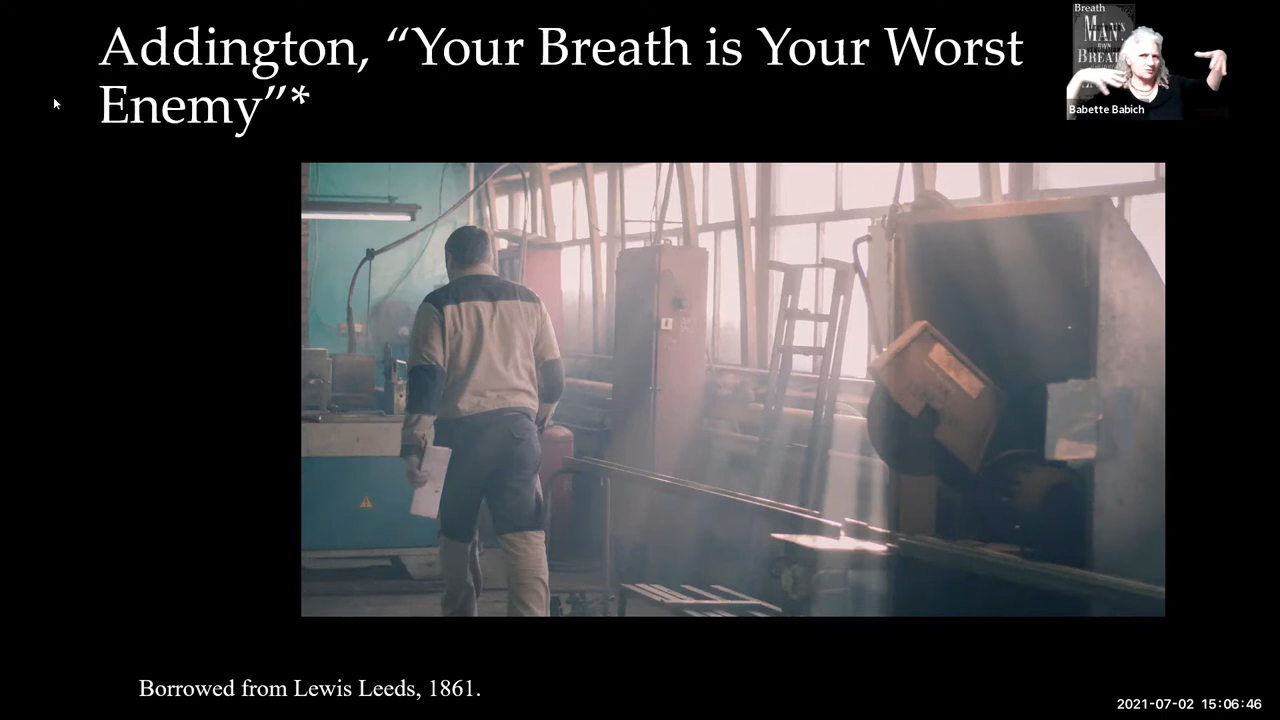 Addington, “Your Breath is Your Worst
Enemy”*
Breath
MAN'S
BREAT
Babette Babich
Borrowed from Lewis Leeds, 1861.
2021-07-02 15:06:46